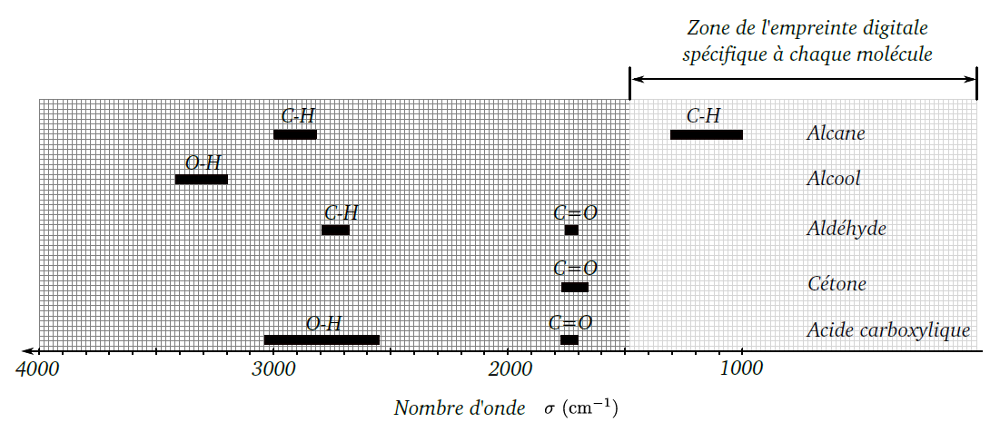 Zone de l'empreinte digitale
spécifique à chaque molécule
C-H
C-H
Alcane
O-H
Alcool
C-H
C=O
Aldéhyde
C=O
Cétone
O-H
C=O
Acide carboxylique
4000
3000
2000
1000
Nombre d'onde σ (cm⁻¹)